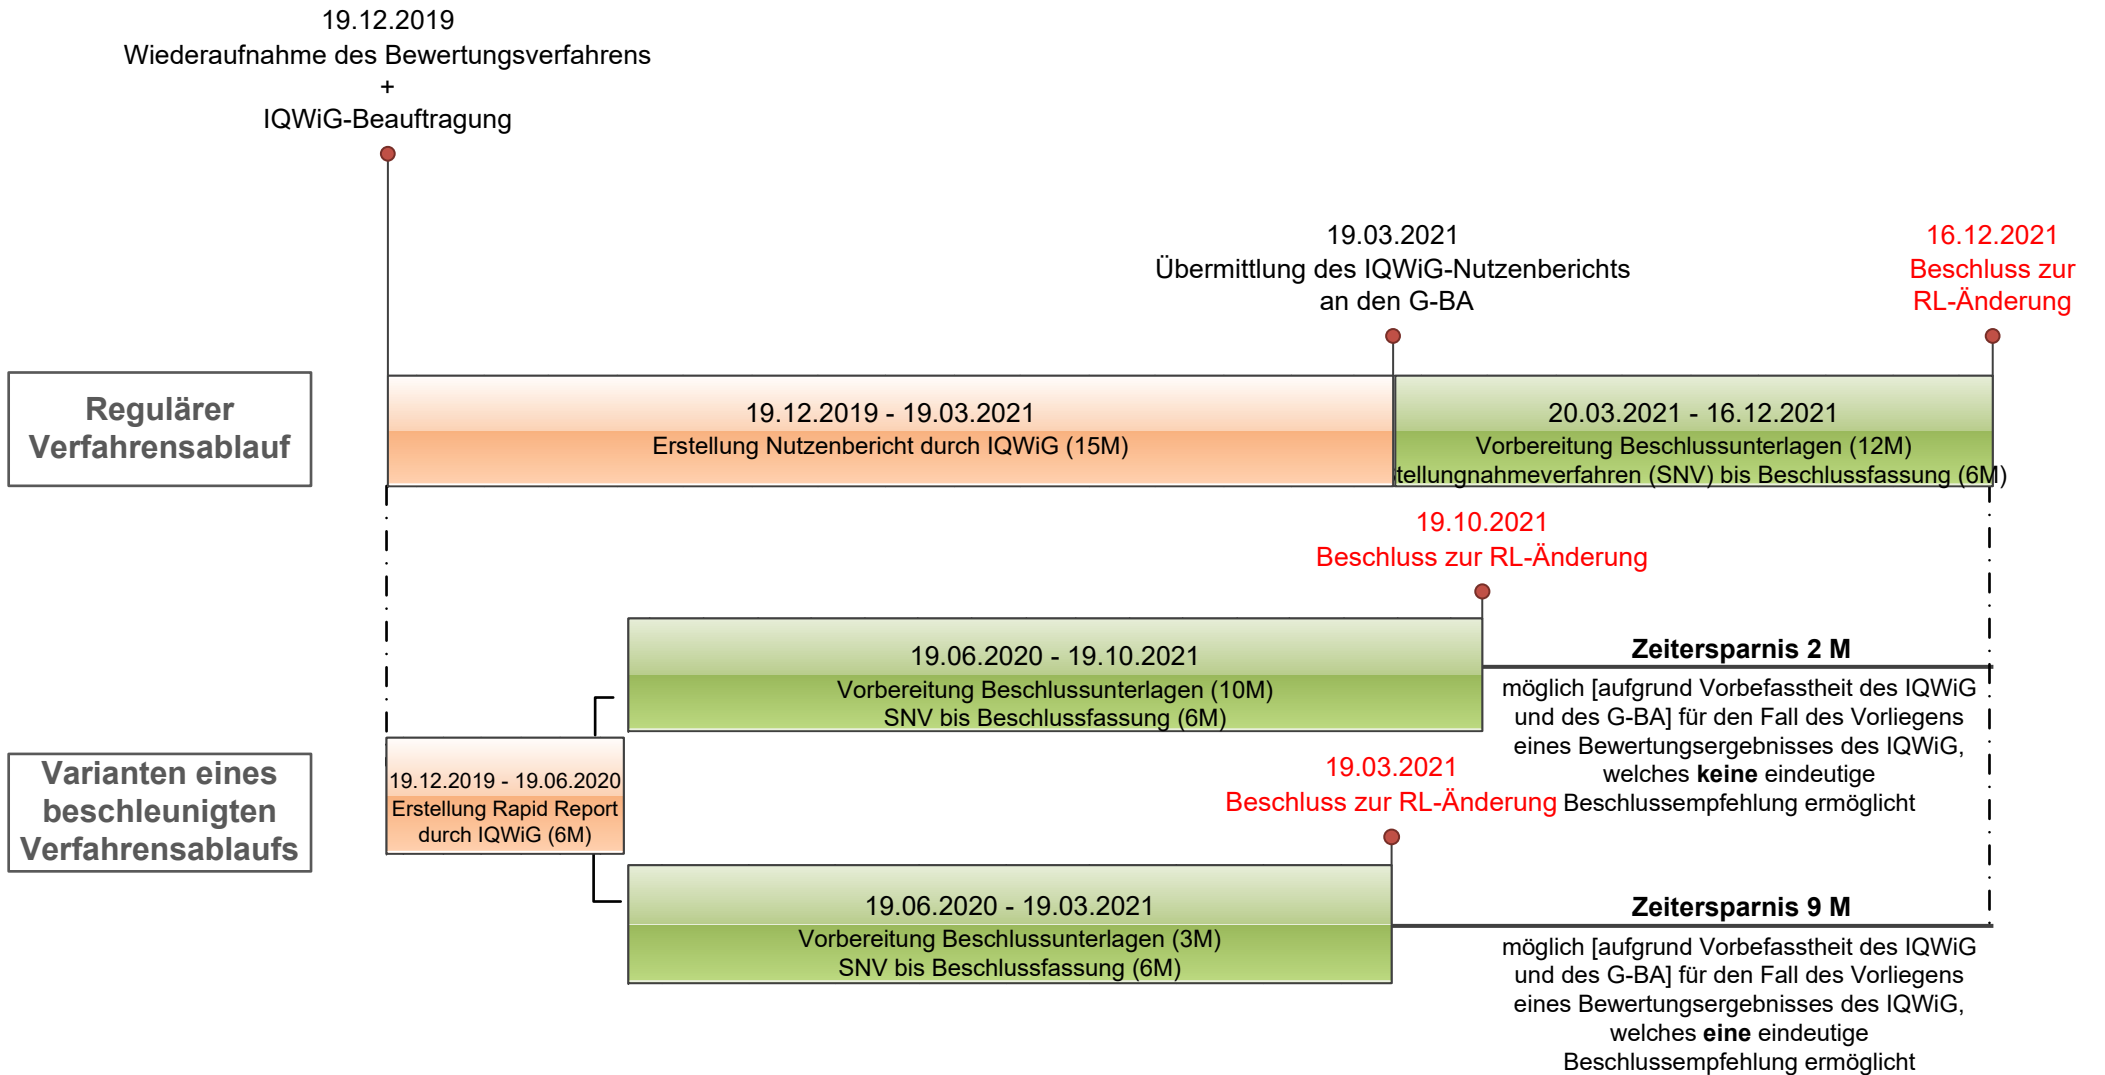 19.12.2019
Wiederaufnahme des Bewertungsverfahrens
+
IQWiG-Beauftragung
19.03.2021
Übermittlung des IQWiG-Nutzenberichts
an den G-BA
16.12.2021
Beschluss zur
RL-Änderung
Regulärer
Verfahrensablauf
19.12.2019 - 19.03.2021
Erstellung Nutzenbericht durch IQWiG (15M)
20.03.2021 - 16.12.2021
Vorbereitung Beschlussunterlagen (12M)
tellungnahmeverfahren (SNV) bis Beschlussfassung (6M)
19.10.2021
Beschluss zur RL-Änderung
19.06.2020 - 19.10.2021
Vorbereitung Beschlussunterlagen (10M)
SNV bis Beschlussfassung (6M)
Zeitersparnis 2 M
möglich [aufgrund Vorbefasstheit des IQWiG
und des G-BA] für den Fall des Vorliegens
eines Bewertungsergebnisses des IQWiG,
welches keine eindeutige
Beschlussempfehlung ermöglicht
Varianten eines
beschleunigten
Verfahrensablaufs
19.12.2019 - 19.06.2020
Erstellung Rapid Report
durch IQWiG (6M)
19.03.2021
Beschluss zur RL-Änderung
19.06.2020 - 19.03.2021
Vorbereitung Beschlussunterlagen (3M)
SNV bis Beschlussfassung (6M)
Zeitersparnis 9 M
möglich [aufgrund Vorbefasstheit des IQWiG
und des G-BA] für den Fall des Vorliegens
eines Bewertungsergebnisses des IQWiG,
welches eine eindeutige
Beschlussempfehlung ermöglicht